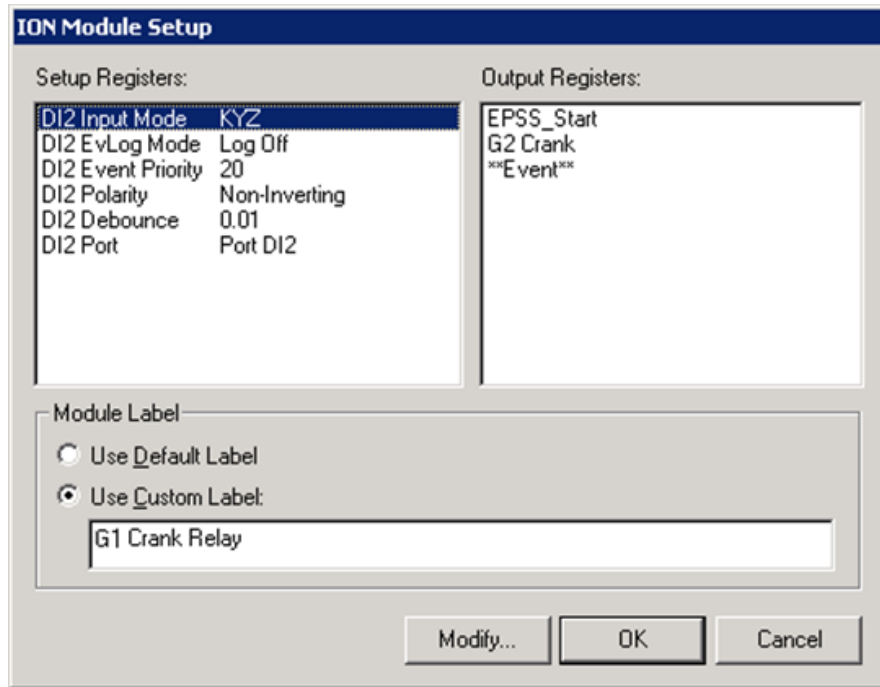 ION Module Setup
Setup Registers:
DI2 Input Mode KYZ
DI2 EvLog Mode Log Off
DI2 Event Priority 20
DI2 Polarity Non-Inverting
DI2 Debounce 0.01
DI2 Port Port DI2
Output Registers:
EPSS_Start
G2 Crank
**Event**
Module Label
Use Default Label
Use Custom Label:
G1 Crank Relay
Modify...
OK
Cancel